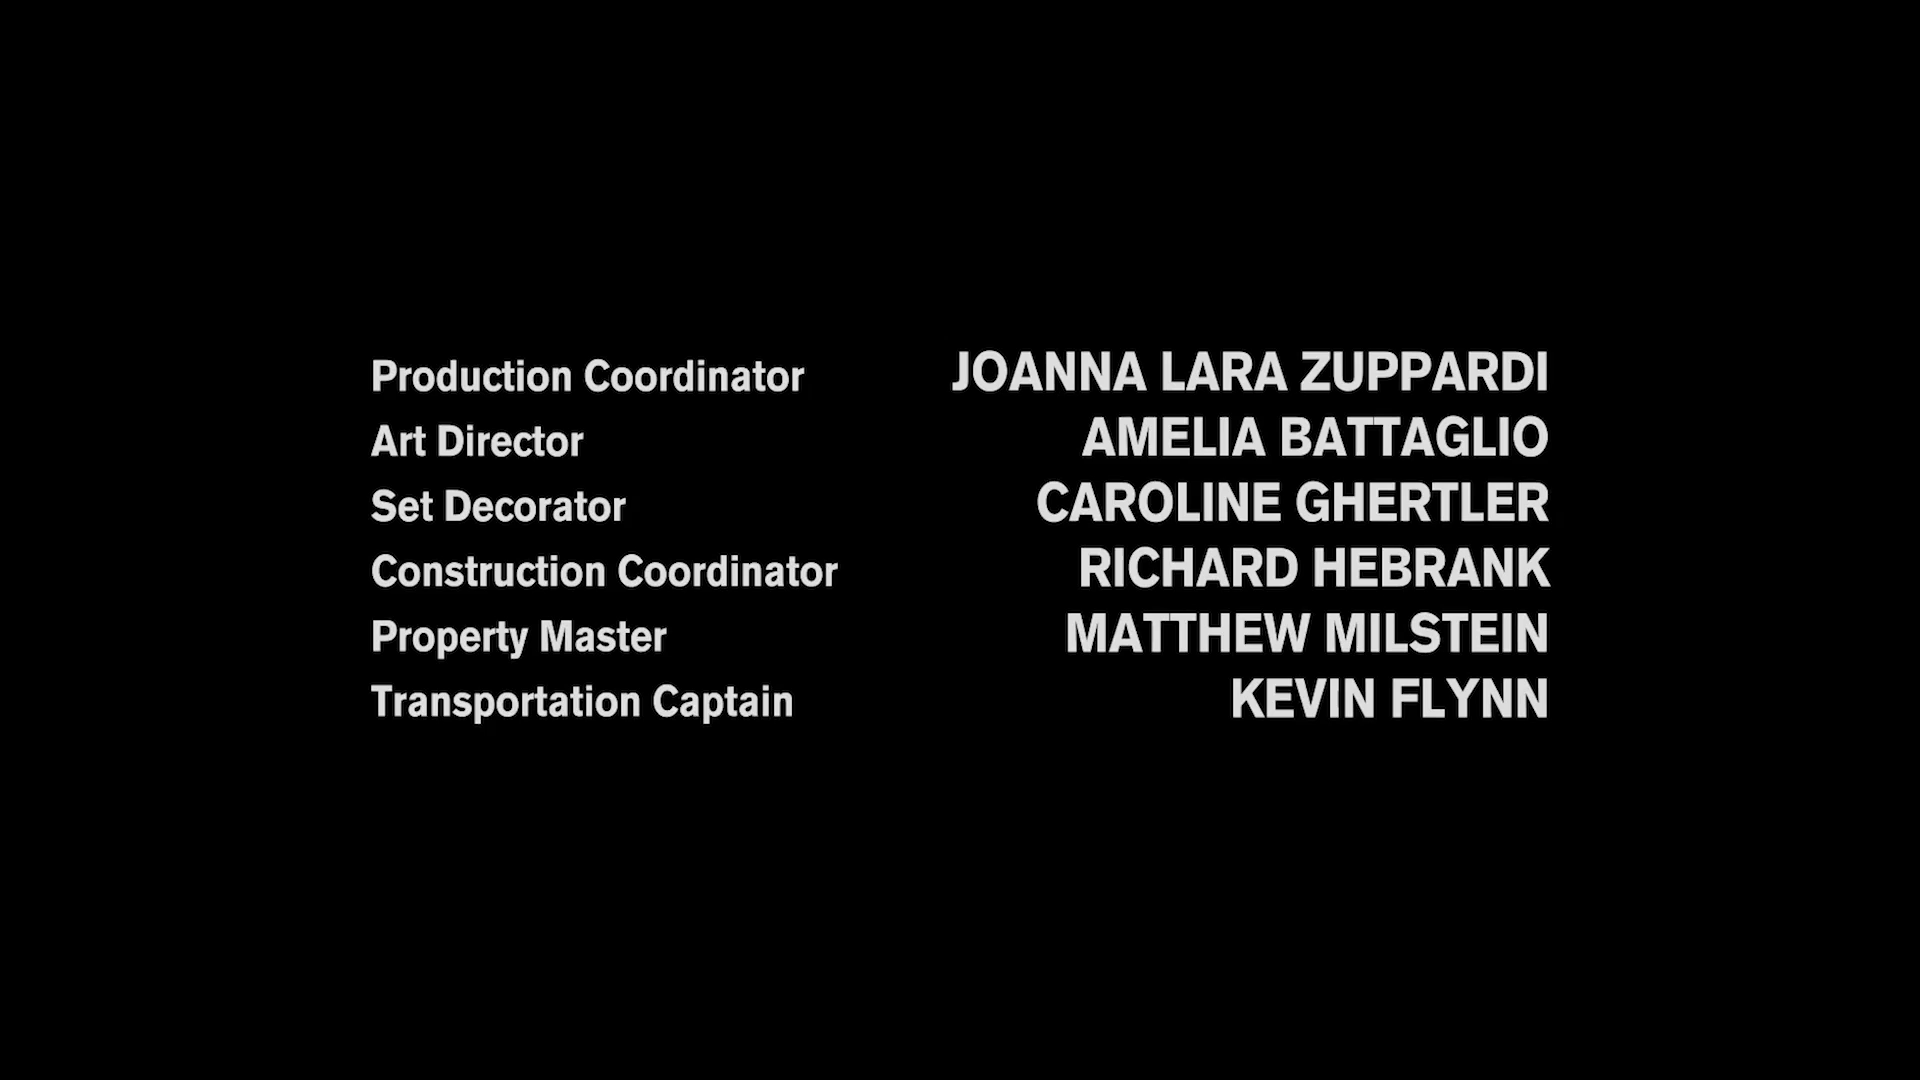 Production Coordinator JOANNA LARA ZUPPARDI
Art Director AMELIA BATTAGLIO
Set Decorator CAROLINE GHERTLER
Construction Coordinator RICHARD HEBRANK
Property Master MATTHEW MILSTEIN
Transportation Captain KEVIN FLYNN